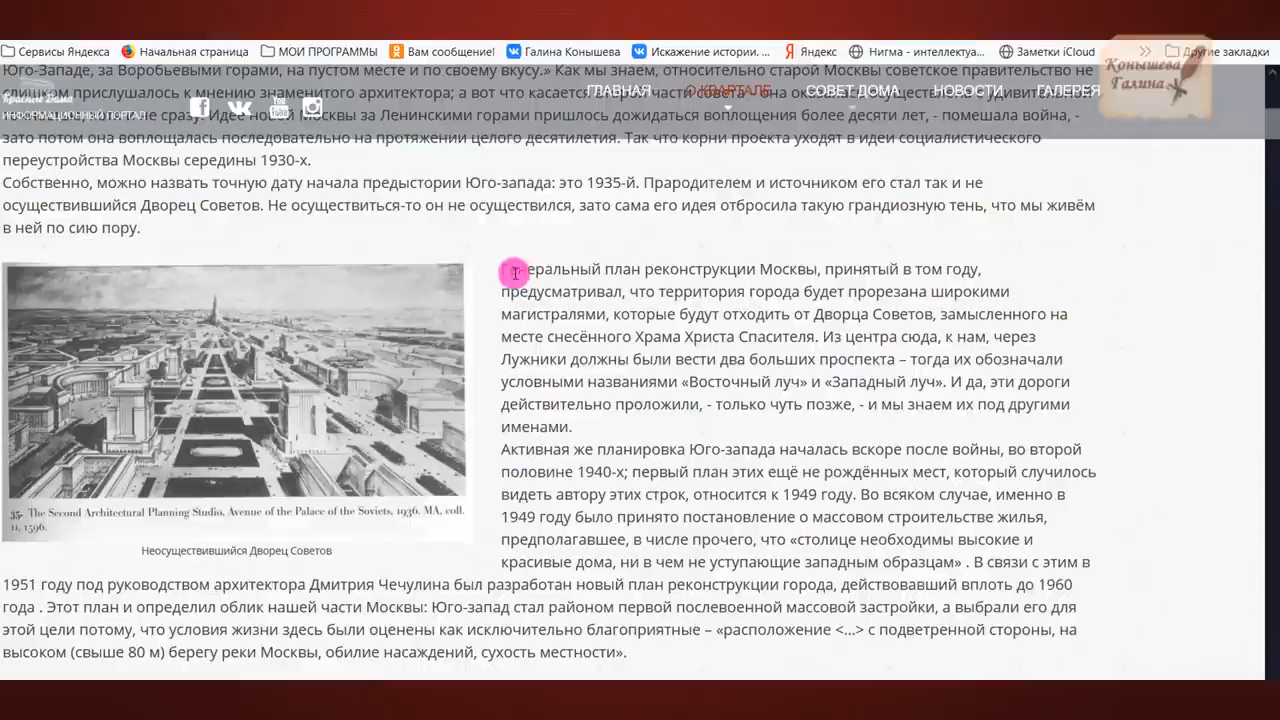 Сервисы Яндекса
Начальная страница
МОИ ПРОГРАММЫ
Вам сообщение!
Галина Конышева
Искажение истории. ...
Яндекс
Нигма - интеллектуа...
Заметки iCloud
Другие закладки
Конышева
Галина
Юго-Западе, за Воробьевыми горами, на пустом месте и по своему вкусу.» Как мы знаем, относительно старой Москвы советское правительство не
прислушалось к мнению знаменитого архитектора; а вот что касается
Красные Дома
ИНФОРМАЦИОННЫЙ ПОРТАЛ
ГЛАВНАЯ
О КВАРТАЛЕ
СОВЕТ ДОМА
НОВОСТИ
ГАЛЕРЕЯ
сразу. Идее Москвы за Ленинскими горами пришлось дожидаться воплощения более десяти лет, - помешала война, -
зато потом она воплощалась последовательно на протяжении целого десятилетия. Так что корни проекта уходят в идеи социалистического
переустройства Москвы середины 1930-х.
Собственно, можно назвать точную дату начала предыстории Юго-запада: это 1935-й. Прародителем и источником его стал так и не
осуществившийся Дворец Советов. Не осуществиться-то он не осуществился, зато сама его идея отбросила такую грандиозную тень, что мы живём
в ней по сию пору.
Генеральный план реконструкции Москвы, принятый в том году,
предусматривал, что территория города будет прорезана широкими
магистралями, которые будут отходить от Дворца Советов, замысленного на
месте снесённого Храма Христа Спасителя. Из центра сюда, к нам, через
Лужники должны были вести два больших проспекта – тогда их обозначали
условными названиями «Восточный луч» и «Западный луч». И да, эти дороги
действительно проложили, - только чуть позже, - и мы знаем их под другими
именами.
Активная же планировка Юго-запада началась вскоре после войны, во второй
половине 1940-х; первый план этих ещё не рождённых мест, который случилось
видеть автору этих строк, относится к 1949 году. Во всяком случае, именно в
1949 году было принято постановление о массовом строительстве жилья,
предполагавшее, в числе прочего, что «столице необходимы высокие и
красивые дома, ни в чем не уступающие западным образцам» . В связи с этим в
35. The Second Architectural Planning Studio, Avenue of the Palace of the Soviets, 1936. MA, coll.
11, 1596.
Неосуществившийся Дворец Советов
1951 году под руководством архитектора Дмитрия Чечулина был разработан новый план реконструкции города, действовавший вплоть до 1960
года . Этот план и определил облик нашей части Москвы: Юго-запад стал районом первой послевоенной массовой застройки, а выбрали его для
этой цели потому, что условия жизни здесь были оценены как исключительно благоприятные – «расположение <...> с подветренной стороны, на
высоком (свыше 80 м) берегу реки Москвы, обилие насаждений, сухость местности».